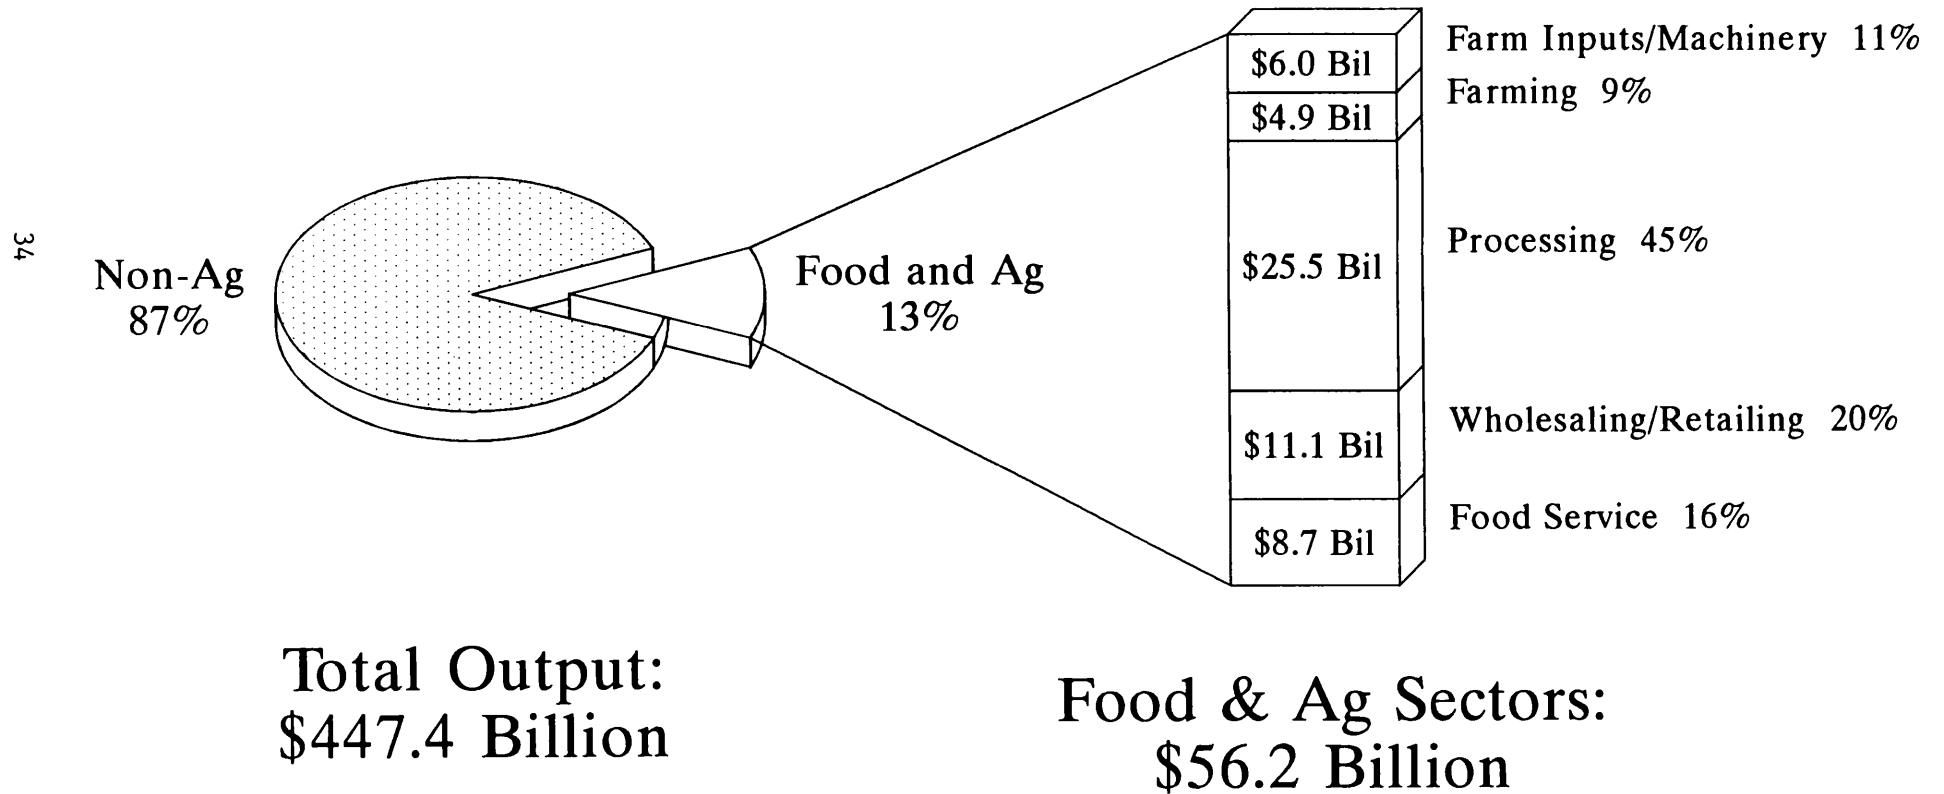 34
Non-Ag
87%
Food and Ag
13%
$6.0 Bil
$4.9 Bil
$25.5 Bil
$11.1 Bil
$8.7 Bil
Farm Inputs/Machinery 11%
Farming 9%
Processing 45%
Wholesaling/Retailing 20%
Food Service 16%
Total Output:
$447.4 Billion
Food & Ag Sectors:
$56.2 Billion